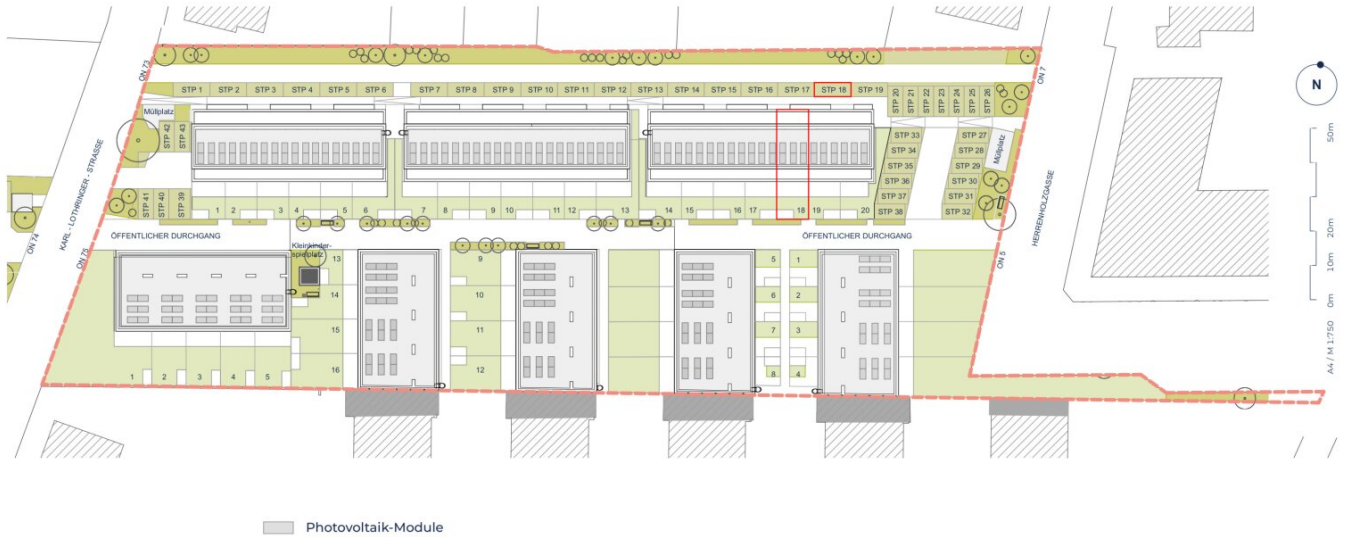 ON 73
ON 7
STP 1
STP 2
STP 3
STP 4
STP 5
STP 6
STP 7
STP 8
STP 9
STP 10
STP 11
STP 12
STP 13
STP 14
STP 15
STP 16
STP 17
STP 18
STP 19
STP 20
STP 21
STP 22
STP 23
STP 24
STP 25
STP 26
N
Müllplatz
STP 42
STP 43
STP 33
STP 34
STP 35
STP 36
STP 37
STP 38
STP 27
STP 28
STP 29
STP 30
STP 31
STP 32
Müllplatz
KARL - LOTHRINGER - STRASSE
HERRENHOLZGASSE
STP 41
STP 40
STP 39
1
2
3
4
5
6
7
8
9
10
11
12
13
14
15
16
17
18
19
20
ÖFFENTLICHER DURCHGANG
ÖFFENTLICHER DURCHGANG
ON 74
ON 75
ON 5
Kleinkinder-
spielplatz
13
14
15
16
9
10
11
12
5
6
7
8
1
2
3
4
1
2
3
4
5
50m
20m
10m
0m
A4 / M 1:750
Photovoltaik-Module